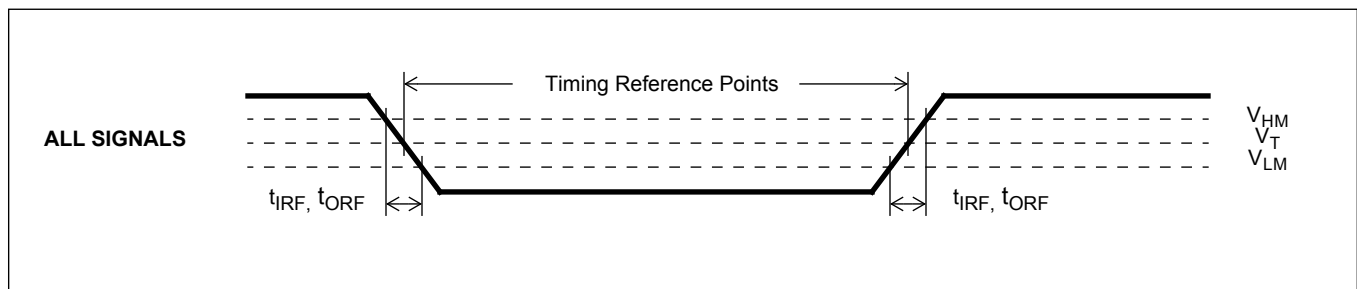 Timing Reference Points
ALL SIGNALS
V_HM
V_T
V_LM
t_IRF, t_ORF
t_IRF, t_ORF